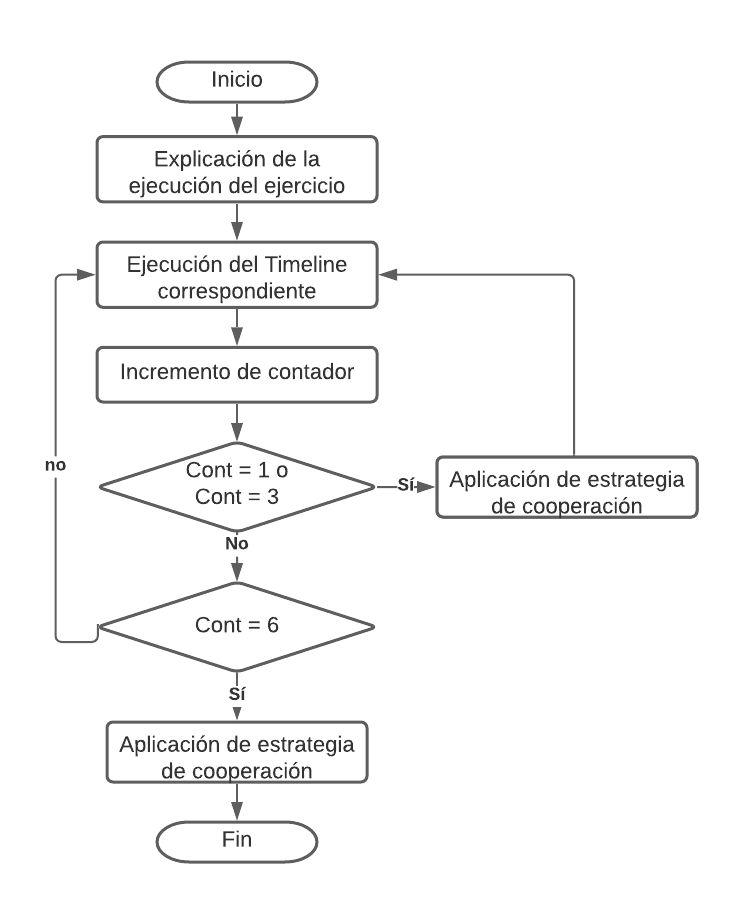 Inicio
Explicación de la
ejecución del ejercicio
Ejecución del Timeline
correspondiente
Incremento de contador
no
Cont = 1 o
Cont = 3
Sí
Aplicación de estrategia
de cooperación
No
Cont = 6
Sí
Aplicación de estrategia
de cooperación
Fin